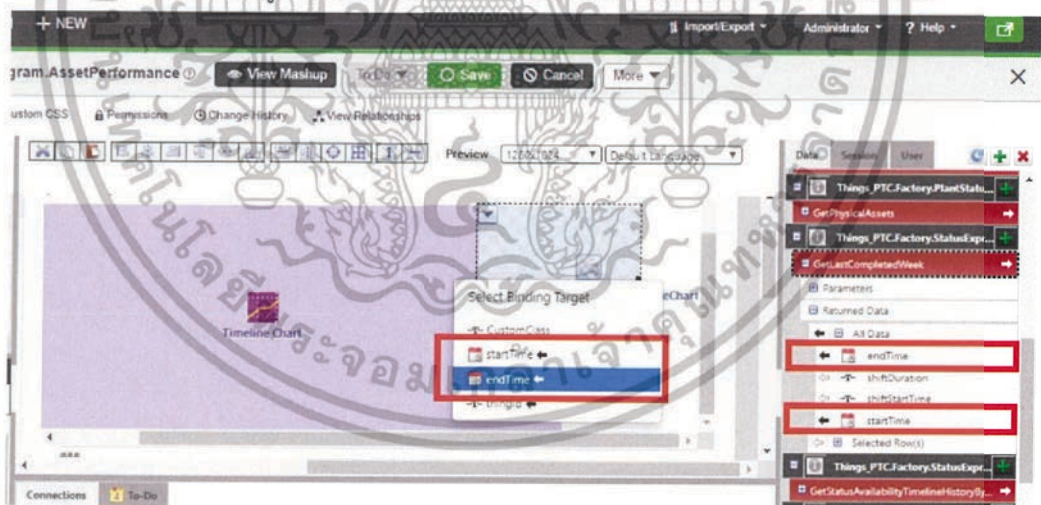 + NEW
Import/Export
Administrator
? Help
gram.AssetPerformance
View Mashup
To-Do
Save
Cancel
More
ustom CSS
Permissions
Change History
View Relationships
Preview
Default Language
Data
Session
User
Things_PTC.Factory.PlantStatu...
GetPhysicalAssets
Things_PTC.Factory.StatusExpr...
GetLastCompletedWeek
Parameters
Returned Data
All Data
endTime
shiftDuration
shiftStartTime
startTime
Selected Row(s)
Things_PTC.Factory.StatusExpr...
GetStatusAvailabilityTimelineHistoryBy...
Timeline Chart
eChart
Select Binding Target
CustomClass
startTime
endTime
thingId
Connections
To-Do